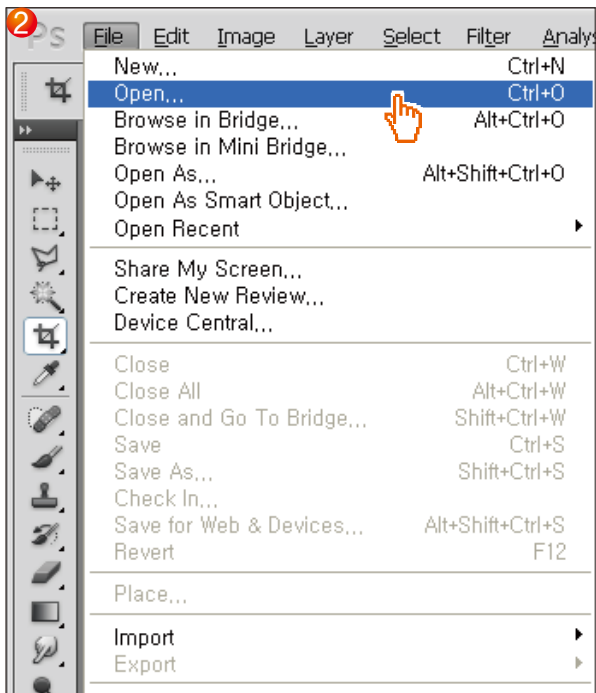 2
Ps File Edit Image Layer Select Filter Analys
New... Ctrl+N
Open... Ctrl+O
Browse in Bridge... Alt+Ctrl+O
Browse in Mini Bridge...
Open As... Alt+Shift+Ctrl+O
Open As Smart Object...
Open Recent
Share My Screen...
Create New Review...
Device Central...
Close Ctrl+W
Close All Alt+Ctrl+W
Close and Go To Bridge... Shift+Ctrl+W
Save Ctrl+S
Save As... Shift+Ctrl+S
Check In...
Save for Web & Devices... Alt+Shift+Ctrl+S
Revert F12
Place...
Import
Export